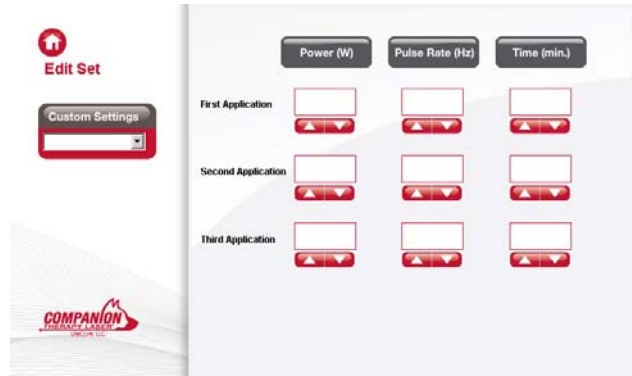 Edit Set
Custom Settings
Power (W) Pulse Rate (Hz) Time (min.)
First Application
Second Application
Third Application
COMPANION
THERAPY LASER